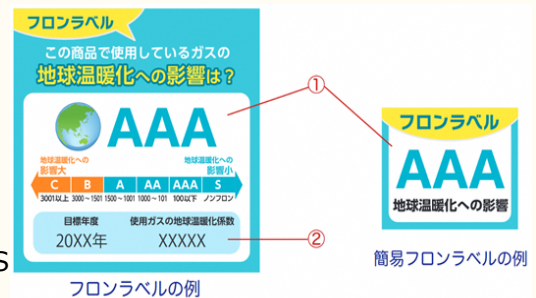 フロンラベル
この商品で使用しているガスの
地球温暖化への影響は？
AAA
地球温暖化への
影響大
地球温暖化への
影響小
C B A AA AAA S
3001以上 3000～1501 1500～1001 1000～101 100以下 ノンフロン
目標年度 使用ガスの地球温暖化係数
20XX年 XXXXX
フロンラベルの例
①
②
フロンラベル
AAA
地球温暖化への影響
簡易フロンラベルの例
S